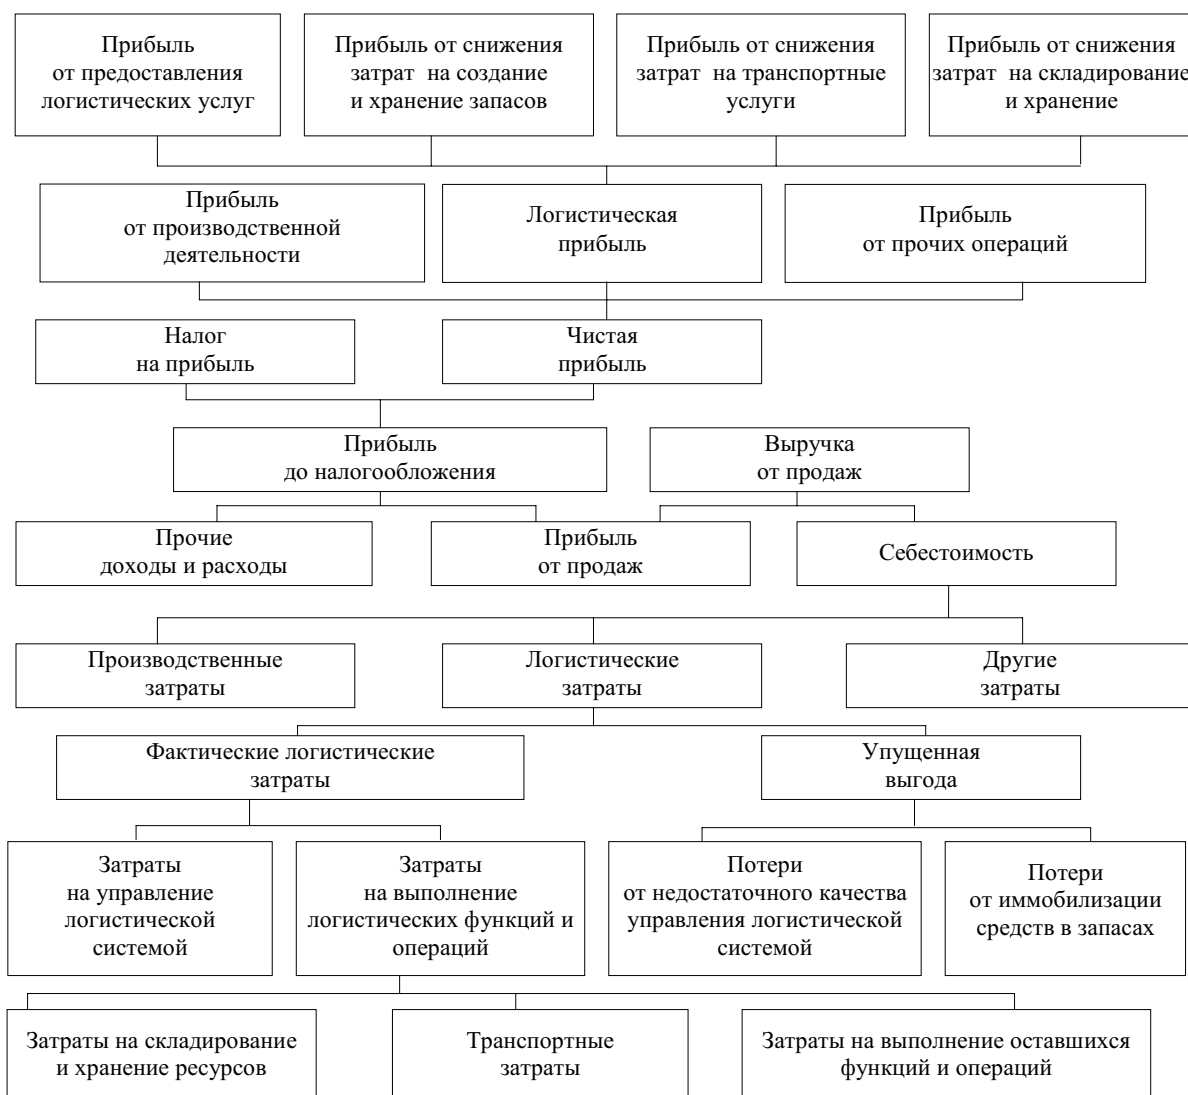 Прибыль
от предоставления
логистических услуг
Прибыль от снижения
затрат на создание
и хранение запасов
Прибыль от снижения
затрат на транспортные
услуги
Прибыль от снижения
затрат на складирование
и хранение
Прибыль
от производственной
деятельности
Логистическая
прибыль
Прибыль
от прочих операций
Налог
на прибыль
Чистая
прибыль
Прибыль
до налогообложения
Выручка
от продаж
Прочие
доходы и расходы
Прибыль
от продаж
Себестоимость
Производственные
затраты
Логистические
затраты
Другие
затраты
Фактические логистические
затраты
Упущенная
выгода
Затраты
на управление
логистической
системой
Затраты
на выполнение
логистических функций и
операций
Потери
от недостаточного качества
управления логистической
системой
Потери
от иммобилизации
средств в запасах
Затраты на складирование
и хранение ресурсов
Транспортные
затраты
Затраты на выполнение оставшихся
функций и операций